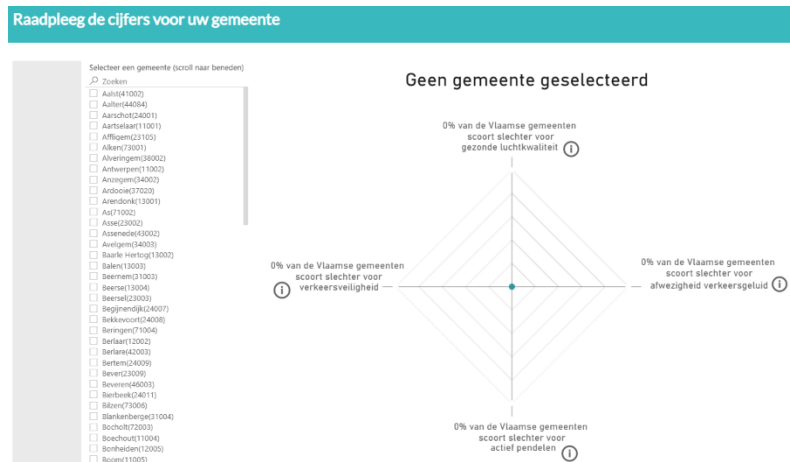 Raadpleeg de cijfers voor uw gemeente
Selecteer een gemeente (scroll naar beneden)
Zoeken
Aalst(41002)
Aalter(44084)
Aarschot(24001)
Aartselaar(11001)
Affligem(23105)
Alken(73001)
Alveringem(38002)
Antwerpen(11002)
Anzegem(34002)
Ardooie(37020)
Arendonk(13001)
As(71002)
Asse(23002)
Assenede(43002)
Avelgem(34003)
Baarle Hertog(13002)
Balen(13003)
Beernem(31003)
Beerse(13004)
Beersel(23003)
Begijnendijk(24007)
Bekkevoort(24008)
Beringen(71004)
Berlaar(12002)
Berlare(42003)
Bertem(24009)
Bever(23009)
Beveren(46003)
Bierbeek(24011)
Bilzen(73006)
Blankenberge(31004)
Bocholt(72003)
Boechout(11004)
Bonheiden(12005)
Boom(11005)
Geen gemeente geselecteerd
0% van de Vlaamse gemeenten
scoort slechter voor
gezonde luchtkwaliteit
0% van de Vlaamse gemeenten
scoort slechter voor
verkeersveiligheid
0% van de Vlaamse gemeenten
scoort slechter voor
afwezigheid verkeersgeluid
0% van de Vlaamse gemeenten
scoort slechter voor
actief pendelen